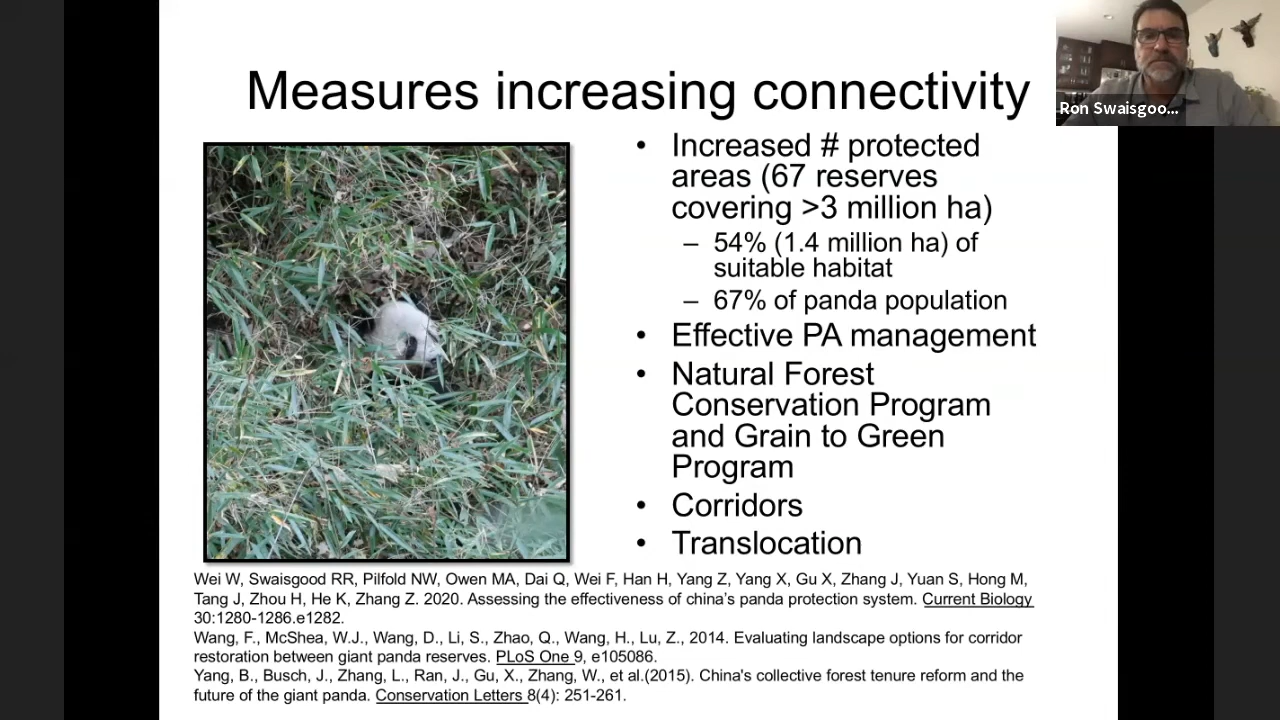 Measures increasing connectivity
Ron Swaisgoo...
• Increased # protected
areas (67 reserves
covering >3 million ha)
– 54% (1.4 million ha) of
suitable habitat
– 67% of panda population
• Effective PA management
• Natural Forest
Conservation Program
and Grain to Green
Program
• Corridors
• Translocation
Wei W, Swaisgood RR, Pilfold NW, Owen MA, Dai Q, Wei F, Han H, Yang Z, Yang X, Gu X, Zhang J, Yuan S, Hong M,
Tang J, Zhou H, He K, Zhang Z. 2020. Assessing the effectiveness of china’s panda protection system. Current Biology
30:1280-1286.e1282.
Wang, F., McShea, W.J., Wang, D., Li, S., Zhao, Q., Wang, H., Lu, Z., 2014. Evaluating landscape options for corridor
restoration between giant panda reserves. PLoS One 9, e105086.
Yang, B., Busch, J., Zhang, L., Ran, J., Gu, X., Zhang, W., et al.(2015). China's collective forest tenure reform and the
future of the giant panda. Conservation Letters 8(4): 251-261.